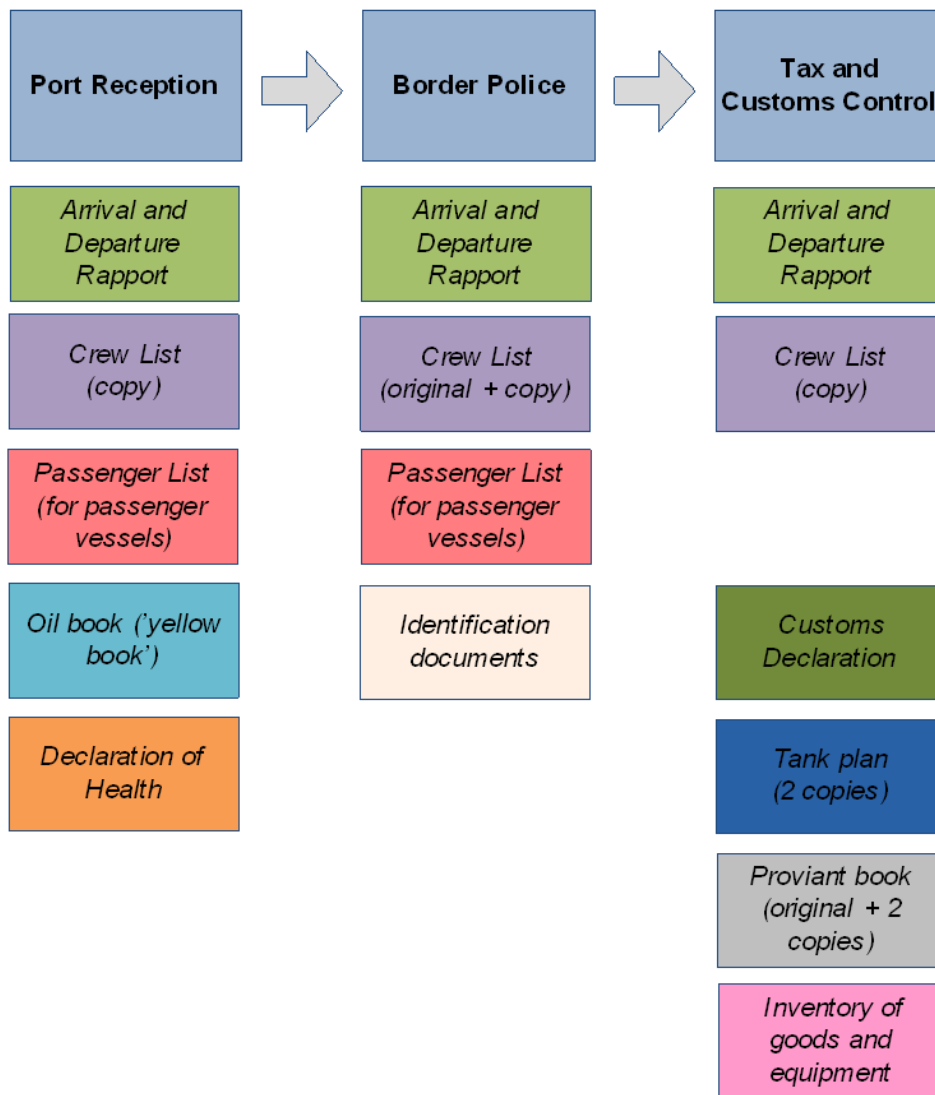 Port Reception
Border Police
Tax and
Customs Control
Arrival and
Departure
Rapport
Arrival and
Departure
Rapport
Arrival and
Departure
Rapport
Crew List
(copy)
Crew List
(original + copy)
Crew List
(copy)
Passenger List
(for passenger
vessels)
Passenger List
(for passenger
vessels)
Oil book ('yellow
book')
Identification
documents
Customs
Declaration
Declaration of
Health
Tank plan
(2 copies)
Proviant book
(original + 2
copies)
Inventory of
goods and
equipment